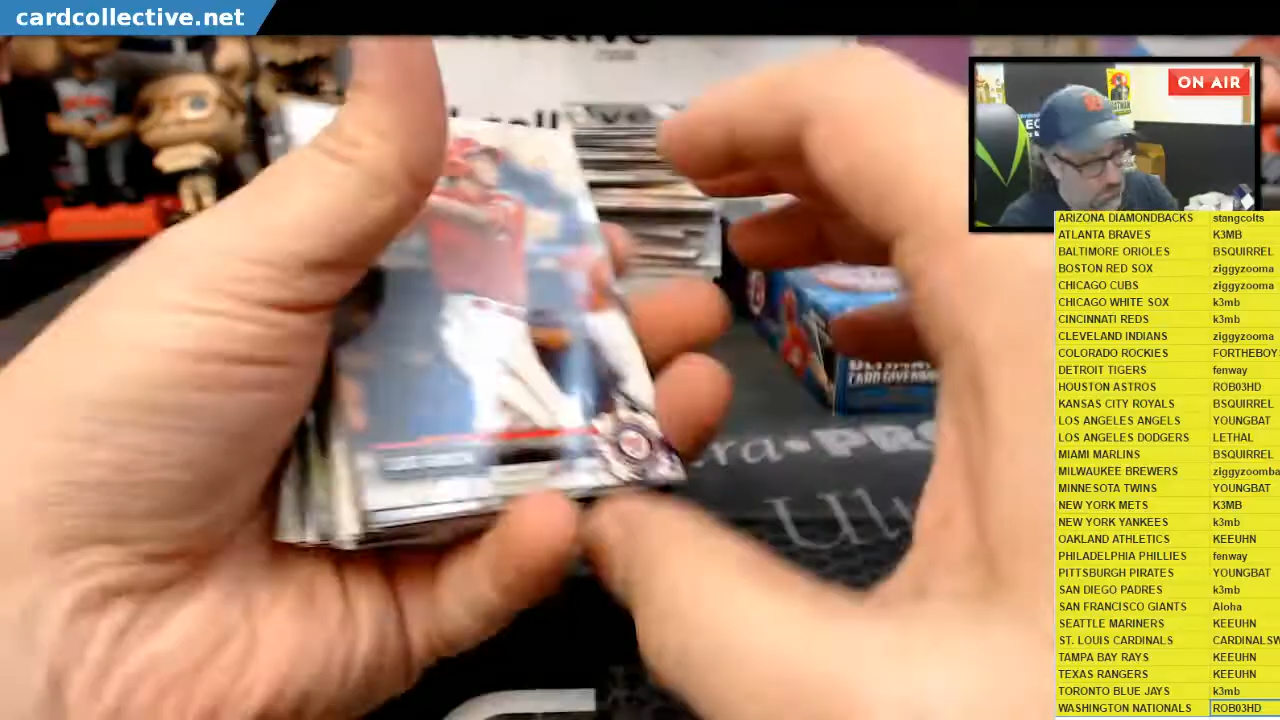 cardcollective.net
ON AIR
ARIZONA DIAMONDBACKS stangcolts
ATLANTA BRAVES K3MB
BALTIMORE ORIOLES BSQUIRREL
BOSTON RED SOX ziggyzooma
CHICAGO CUBS ziggyzooma
CHICAGO WHITE SOX k3mb
CINCINNATI REDS k3mb
CLEVELAND INDIANS ziggyzooma
COLORADO ROCKIES FORTHEBOY
DETROIT TIGERS fenway
HOUSTON ASTROS ROB03HD
KANSAS CITY ROYALS BSQUIRREL
LOS ANGELES ANGELS YOUNGBAT
LOS ANGELES DODGERS LETHAL
MIAMI MARLINS BSQUIRREL
MILWAUKEE BREWERS ziggyzoomba
MINNESOTA TWINS YOUNGBAT
NEW YORK METS K3MB
NEW YORK YANKEES k3mb
OAKLAND ATHLETICS KEEUHN
PHILADELPHIA PHILLIES fenway
PITTSBURGH PIRATES YOUNGBAT
SAN DIEGO PADRES k3mb
SAN FRANCISCO GIANTS Aloha
SEATTLE MARINERS KEEUHN
ST. LOUIS CARDINALS CARDINALSW
TAMPA BAY RAYS KEEUHN
TEXAS RANGERS KEEUHN
TORONTO BLUE JAYS k3mb
WASHINGTON NATIONALS ROB03HD